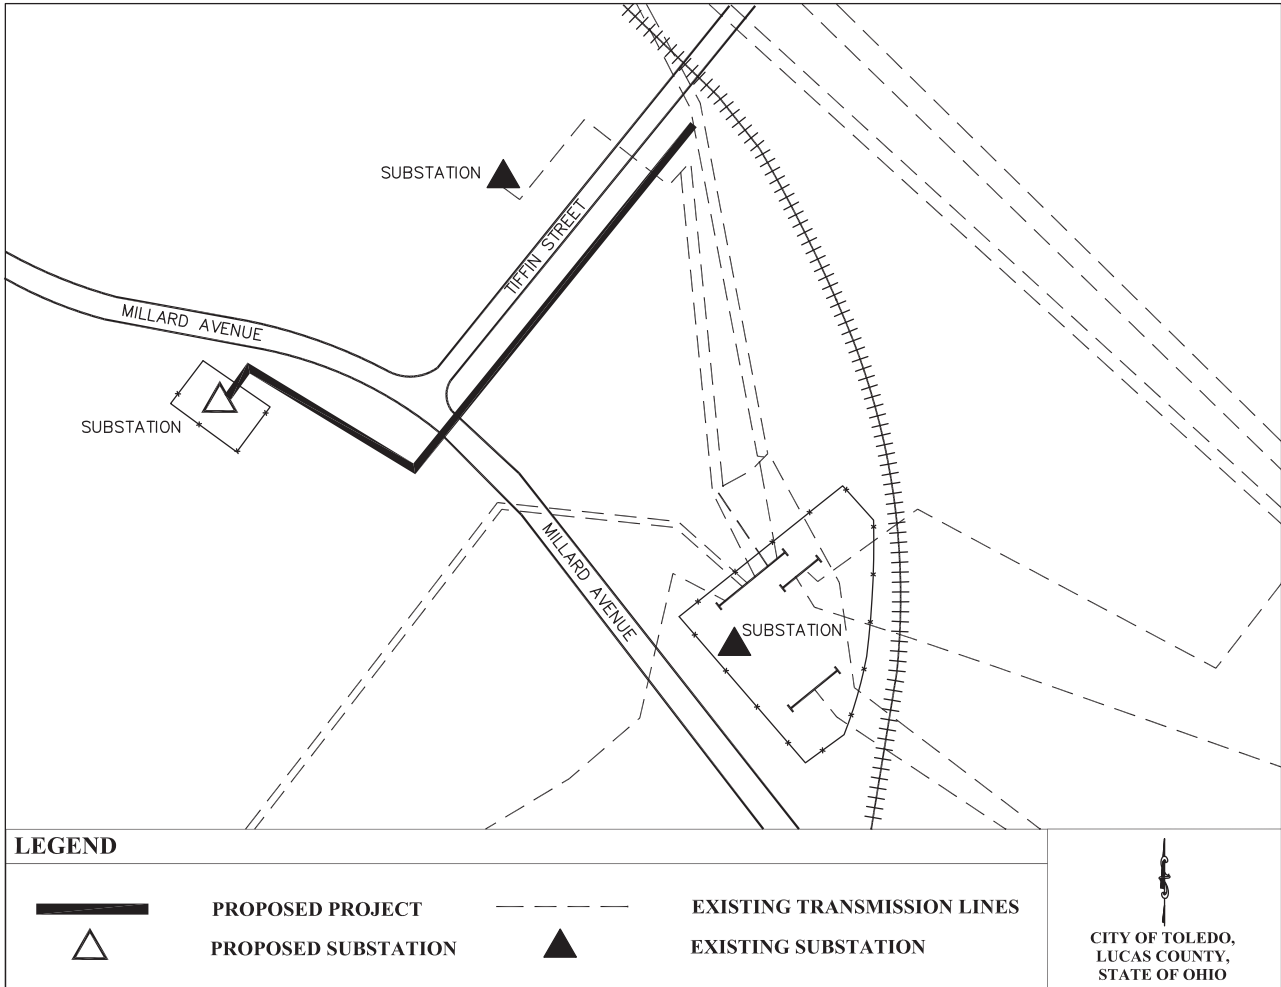 SUBSTATION
TIFFIN STREET
MILLARD AVENUE
SUBSTATION
MILLARD AVENUE
SUBSTATION
LEGEND
PROPOSED PROJECT
EXISTING TRANSMISSION LINES
PROPOSED SUBSTATION
EXISTING SUBSTATION
CITY OF TOLEDO,
LUCAS COUNTY,
STATE OF OHIO